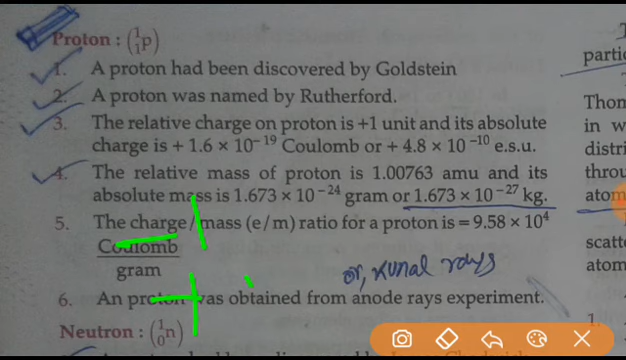 Proton : (¹₁p)
1. A proton had been discovered by Goldstein
2. A proton was named by Rutherford.
3. The relative charge on proton is +1 unit and its absolute
charge is + 1.6 × 10⁻¹⁹ Coulomb or + 4.8 × 10⁻¹⁰ e.s.u.
4. The relative mass of proton is 1.00763 amu and its
absolute mass is 1.673 × 10⁻²⁴ gram or 1.673 × 10⁻²⁷ kg.
5. The charge/mass (e/m) ratio for a proton is = 9.58 × 10⁴
Coulomb
gram
or, kunal rays
6. An proton was obtained from anode rays experiment.
Neutron : (¹₀n)
partic
Thom
in w
distri
throu
atom
scatt
atom
1.